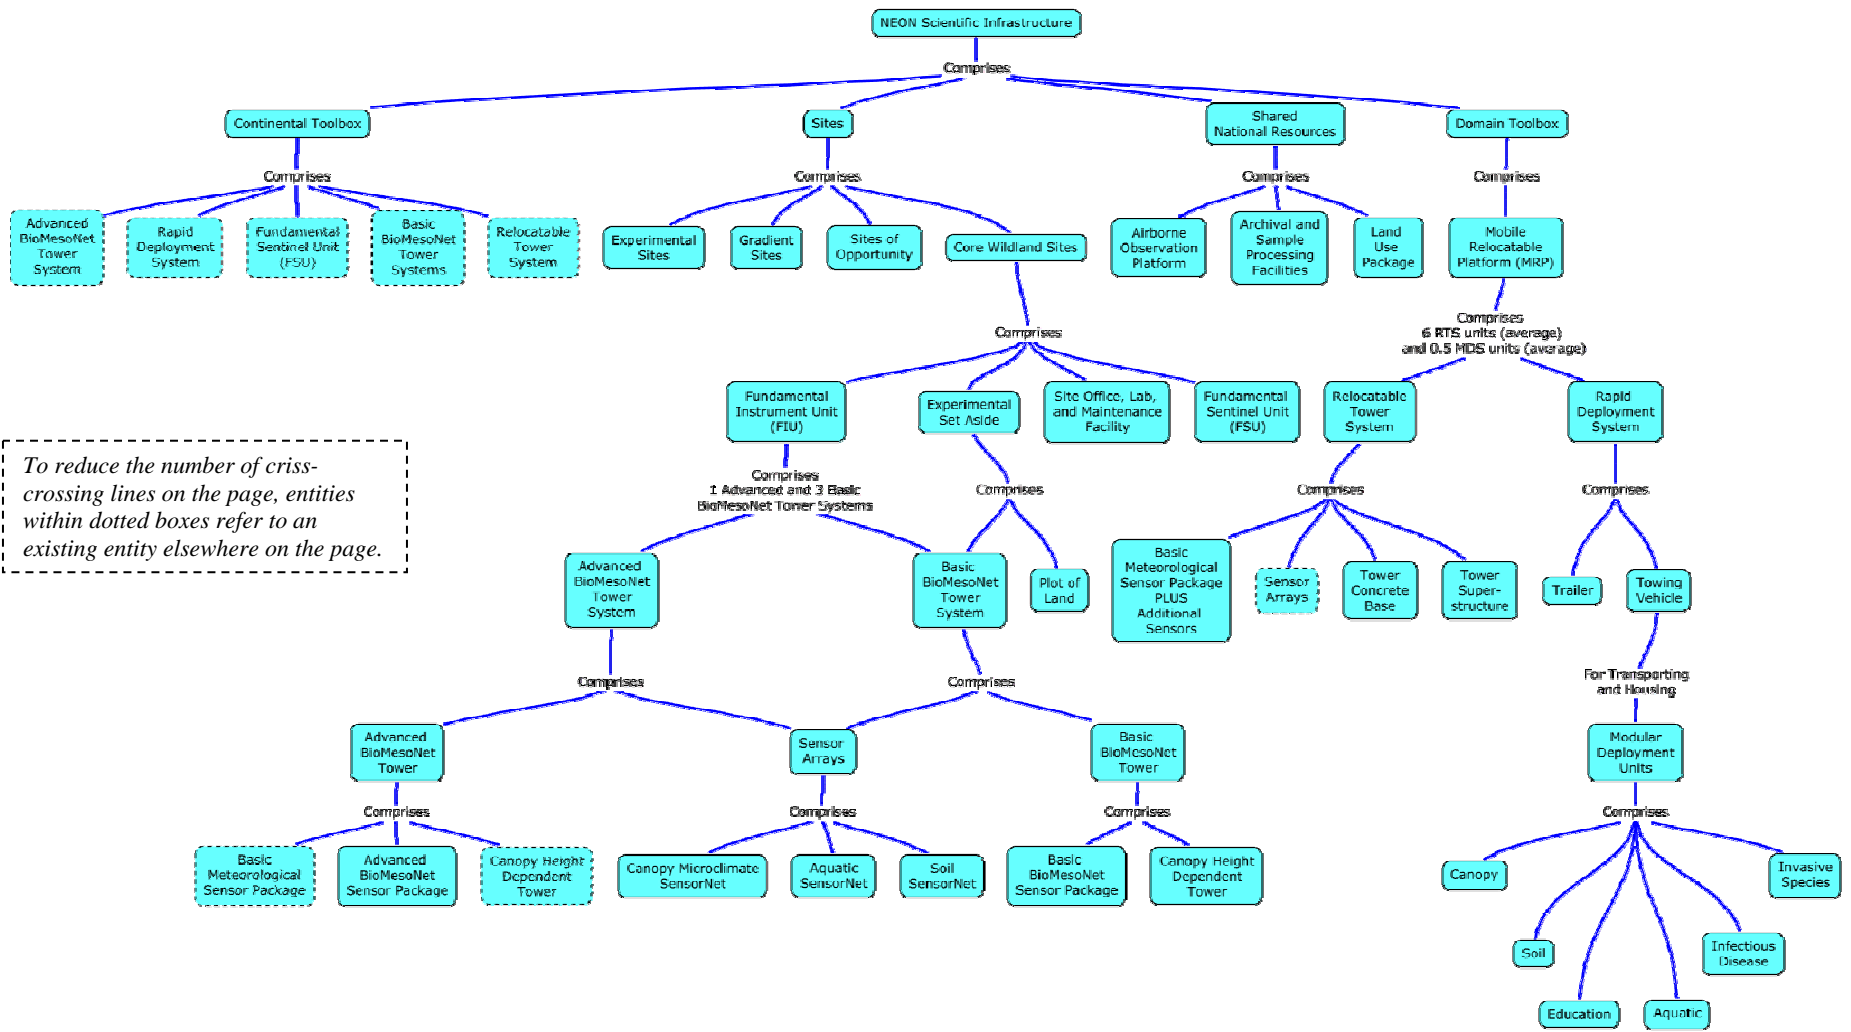 NEON Scientific Infrastructure
Comprises
Continental Toolbox
Sites
Shared
National Resources
Domain Toolbox
Comprises
Comprises
Comprises
Comprises
Advanced
BioMesoNet
Tower
System
Rapid
Deployment
System
Fundamental
Sentinel Unit
(FSU)
Basic
BioMesoNet
Tower
Systems
Relocatable
Tower
System
Experimental
Sites
Gradient
Sites
Sites of
Opportunity
Core Wildland Sites
Airborne
Observation
Platform
Archival and
Sample
Processing
Facilities
Land
Use
Package
Mobile
Relocatable
Platform (MRP)
Comprises
Comprises
6 RTS units (average)
and 0.5 MDS units (average)
Fundamental
Instrument Unit
(FIU)
Experimental
Set Aside
Site Office, Lab,
and Maintenance
Facility
Fundamental
Sentinel Unit
(FSU)
Relocatable
Tower
System
Rapid
Deployment
System
To reduce the number of criss-
crossing lines on the page, entities
within dotted boxes refer to an
existing entity elsewhere on the page.
Comprises
1 Advanced and 3 Basic
BioMesoNet Tower Systems
Comprises
Comprises
Comprises
Advanced
BioMesoNet
Tower
System
Basic
BioMesoNet
Tower
System
Plot of
Land
Basic
Meteorological
Sensor Package
PLUS
Additional
Sensors
Sensor
Arrays
Tower
Concrete
Base
Tower
Super-
structure
Trailer
Towing
Vehicle
Comprises
Comprises
For Transporting
and Housing
Advanced
BioMesoNet
Tower
Sensor
Arrays
Basic
BioMesoNet
Tower
Modular
Deployment
Units
Comprises
Comprises
Comprises
Comprises
Basic
Meteorological
Sensor Package
Advanced
BioMesoNet
Sensor Package
Canopy Height
Dependent
Tower
Canopy Microclimate
SensorNet
Aquatic
SensorNet
Soil
SensorNet
Basic
BioMesoNet
Sensor Package
Canopy Height
Dependent
Tower
Canopy
Invasive
Species
Soil
Infectious
Disease
Education
Aquatic